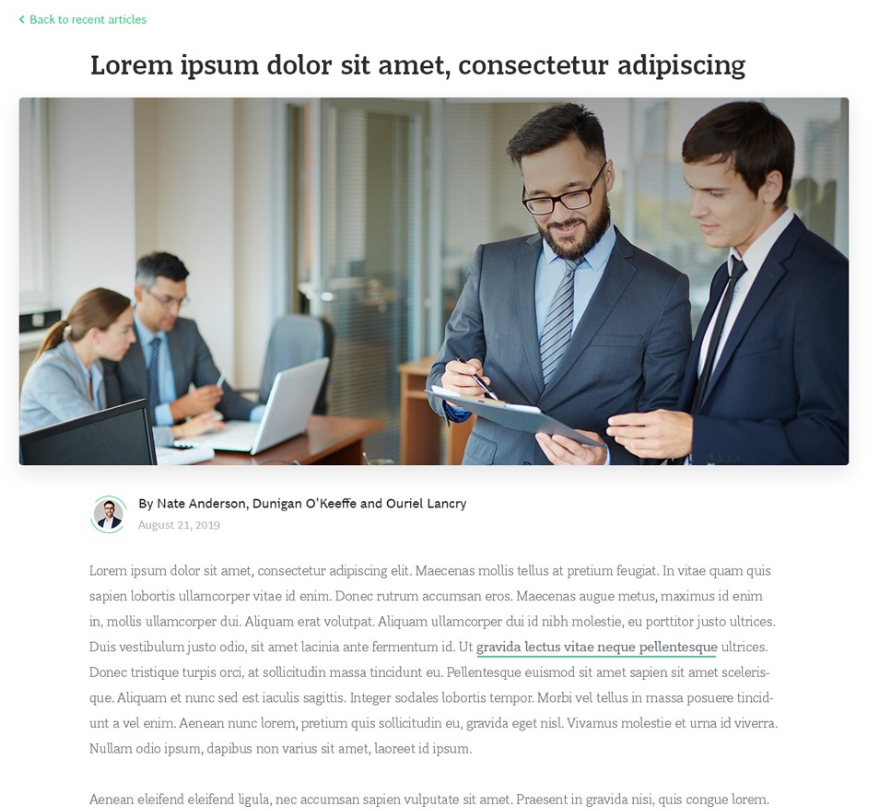 Back to recent articles
Lorem ipsum dolor sit amet, consectetur adipiscing
By Nate Anderson, Dunigan O'Keeffe and Ouriel Lancry
August 21, 2019
Lorem ipsum dolor sit amet, consectetur adipiscing elit. Maecenas mollis tellus at pretium feugiat. In vitae quam quis
sapien lobortis ullamcorper vitae id enim. Donec rutrum accumsan eros. Maecenas augue metus, maximus id enim
in, mollis ullamcorper dui. Aliquam erat volutpat. Aliquam ullamcorper dui id nibh molestie, eu porttitor justo ultrices.
Duis vestibulum justo odio, sit amet lacinia ante fermentum id. Ut gravida lectus vitae neque pellentesque ultrices.
Donec tristique turpis orci, at sollicitudin massa tincidunt eu. Pellentesque euismod sit amet sapien sit amet sceleris-
que. Aliquam et nunc sed est iaculis sagittis. Integer sodales lobortis tempor. Morbi vel tellus in massa posuere tincid-
unt a vel enim. Aenean nunc lorem, pretium quis sollicitudin eu, gravida eget nisl. Vivamus molestie et urna id viverra.
Nullam odio ipsum, dapibus non varius sit amet, laoreet id ipsum.
Aenean eleifend eleifend ligula, nec accumsan sapien vulputate sit amet. Praesent in gravida nisi, quis congue lorem.